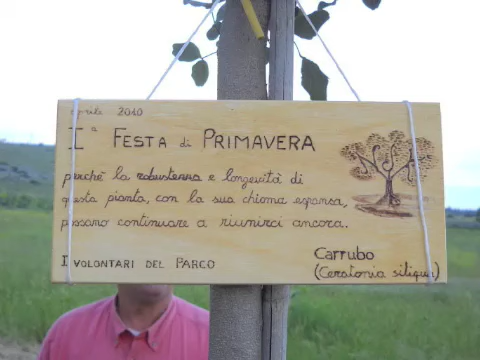 aprile 2010
Iª FESTA di PRIMAVERA
perchè la robustezza e longevità di
questa pianta, con la sua chioma espansa,
possano continuare a riunirci ancora.
I VOLONTARI DEL PARCO
Carrubo
(Ceratonia siliqua)